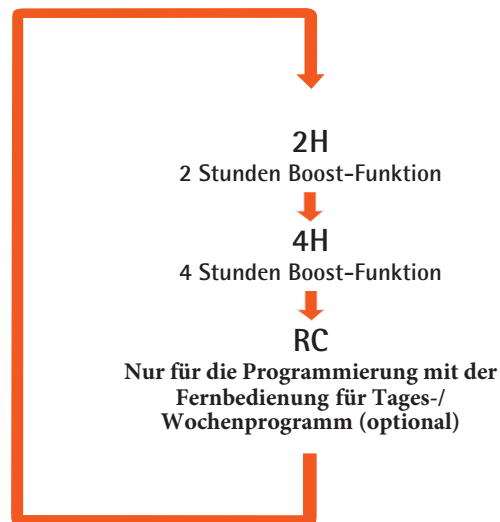 2H
2 Stunden Boost-Funktion
4H
4 Stunden Boost-Funktion
RC
Nur für die Programmierung mit der
Fernbedienung für Tages-/
Wochenprogramm (optional)